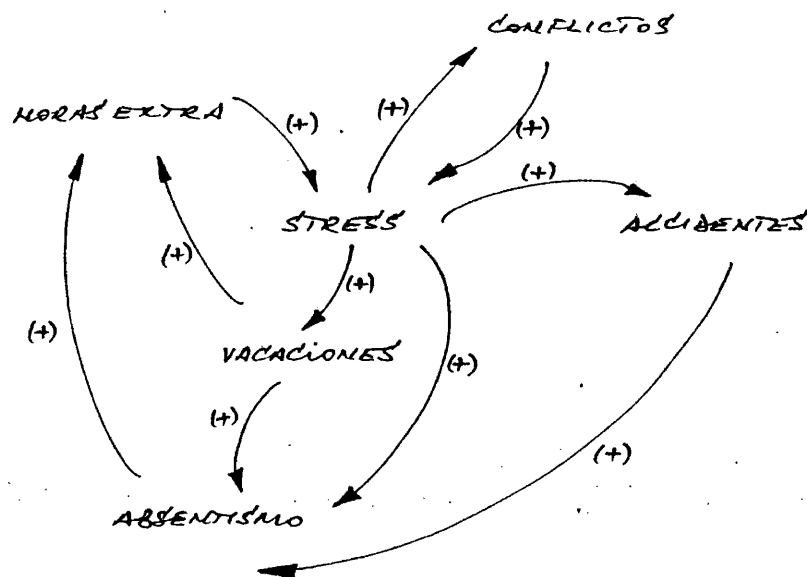 CONFLICTOS
HORAS EXTRA
(+)
(+)
(+)
(+)
STRESS
ACCIDENTES
(+)
(+)
(+)
VACACIONES
(+)
(+)
(+)
ABSENTISMO